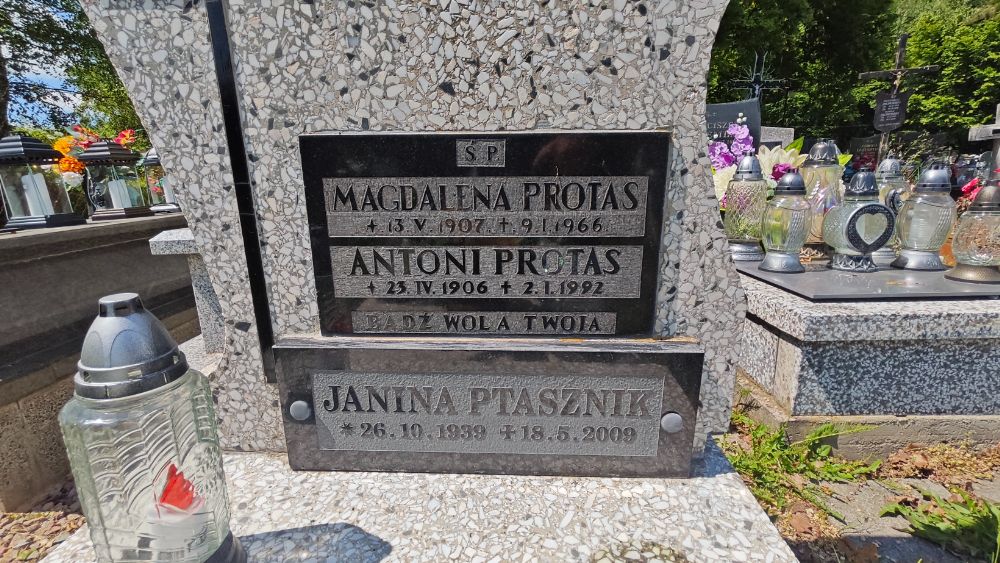 Ś P
MAGDALENA PROTAS
* 13.V.1907. + 9.I.1966
ANTONI PROTAS
* 23.IV.1906 + 2.I.1992
BĄDŹ WOLA TWOJA
JANINA PTASZNIK
*26.10.1939 +18.5.2009